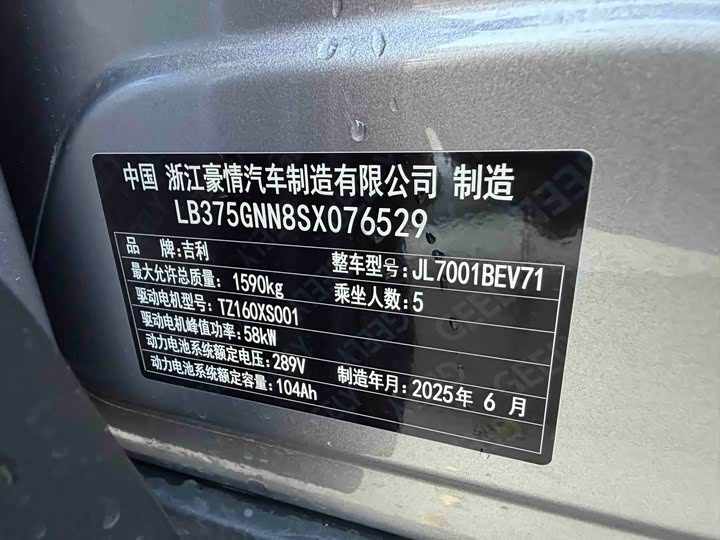 中国 浙江豪情汽车制造有限公司 制造
LB375GNN8SX076529
品 牌:吉利 整车型号:JL7001BEV71
最大允许总质量: 1590kg 乘坐人数:5
驱动电机型号:TZ160XS001
驱动电机峰值功率:58kW
动力电池系统额定电压:289V
动力电池系统额定容量:104Ah 制造年月:2025年 6 月